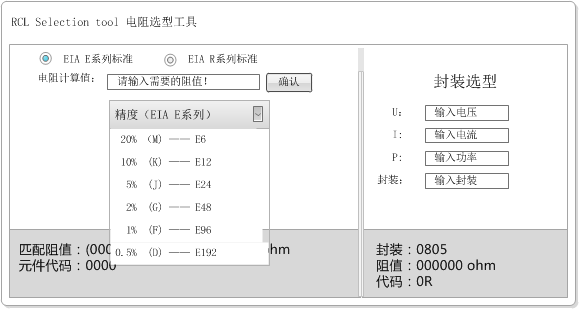 RCL Selection tool 电阻选型工具
EIA E系列标准
EIA R系列标准
电阻计算值:
请输入需要的阻值!
确认
精度（EIA E系列）
20% （M）—— E6
10% （K）—— E12
5% （J）—— E24
2% （G）—— E48
1% （F）—— E96
0.5% （D）—— E192
匹配阻值：(000
hm
元件代码：0000
封装选型
U: 输入电压
I: 输入电流
P: 输入功率
封装: 输入封装
封装：0805
阻值：000000 ohm
代码：0R